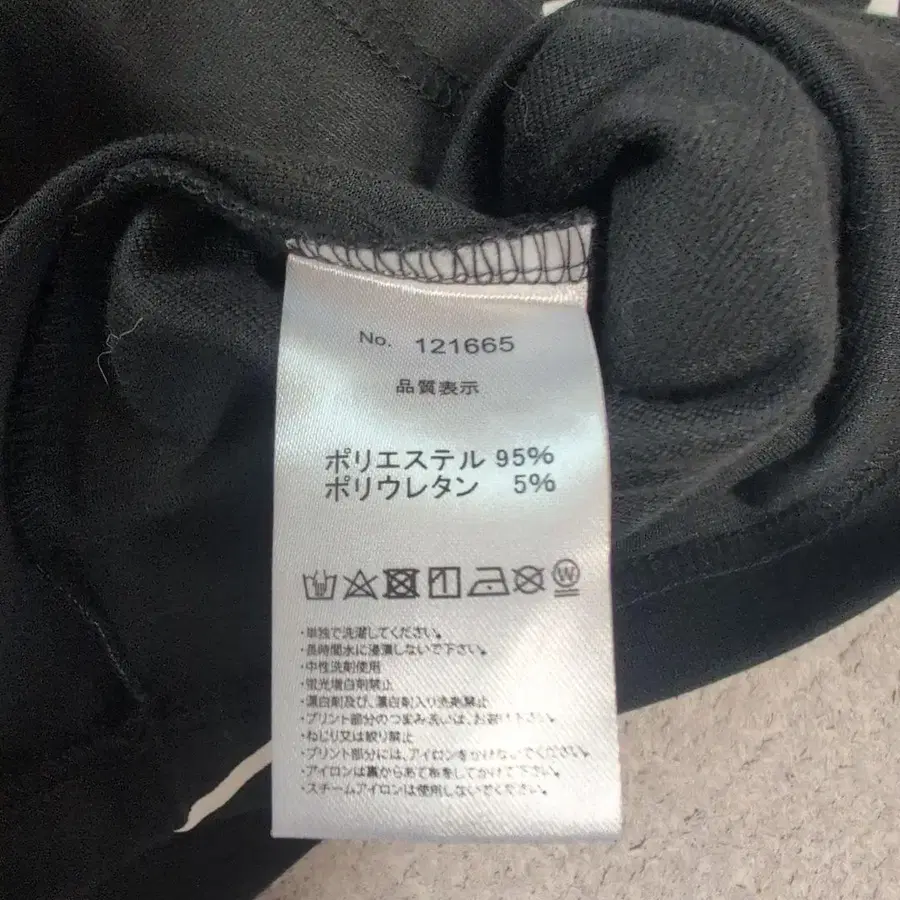 No. 121665
品質表示
ポリエステル 95%
ポリウレタン 5%
W
・単独で洗濯してください。
・長時間水に浸漬しないで下さい。
・中性洗剤使用
・蛍光増白剤禁止
・漂白剤及び、漂白剤入り洗剤禁止
・プリント部分のつまみ洗いは、お避け下さい。
・ねじり又は絞り禁止
・プリント部分には、アイロンをかけないでください。
・アイロンは裏からあて布をしてかけて下さい。
・スチームアイロンは使用しないでください。